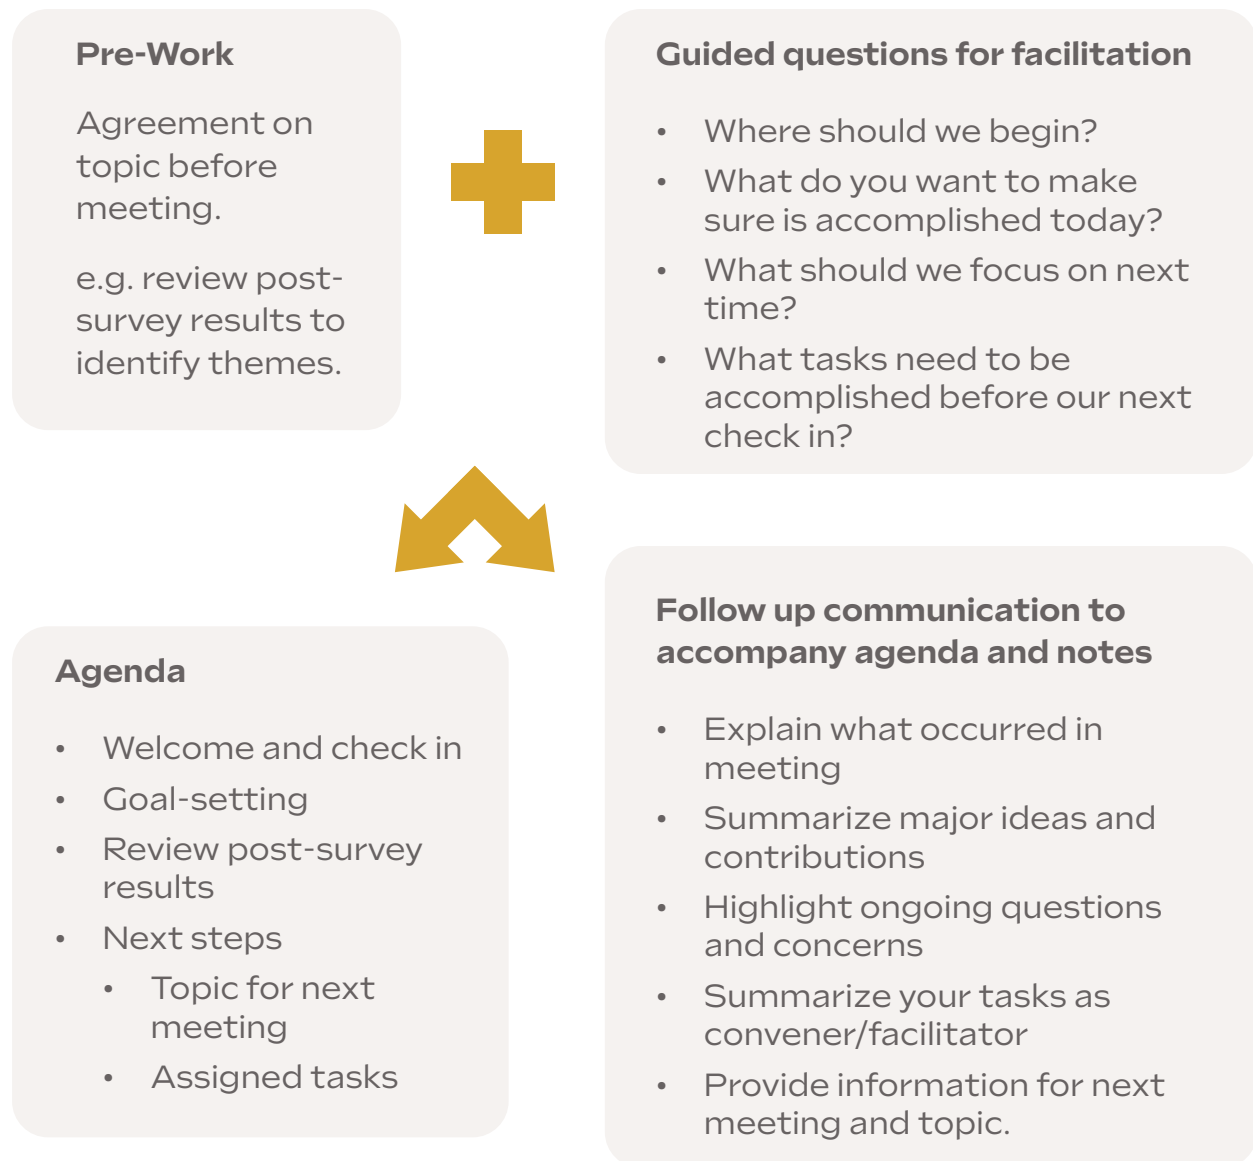 Pre-Work
Agreement on
topic before
meeting.
e.g. review post-
survey results to
identify themes.
Guided questions for facilitation
• Where should we begin?
• What do you want to make
sure is accomplished today?
• What should we focus on next
time?
• What tasks need to be
accomplished before our next
check in?
Agenda
• Welcome and check in
• Goal-setting
• Review post-survey
results
• Next steps
• Topic for next
meeting
• Assigned tasks
Follow up communication to
accompany agenda and notes
• Explain what occurred in
meeting
• Summarize major ideas and
contributions
• Highlight ongoing questions
and concerns
• Summarize your tasks as
convener/facilitator
• Provide information for next
meeting and topic.